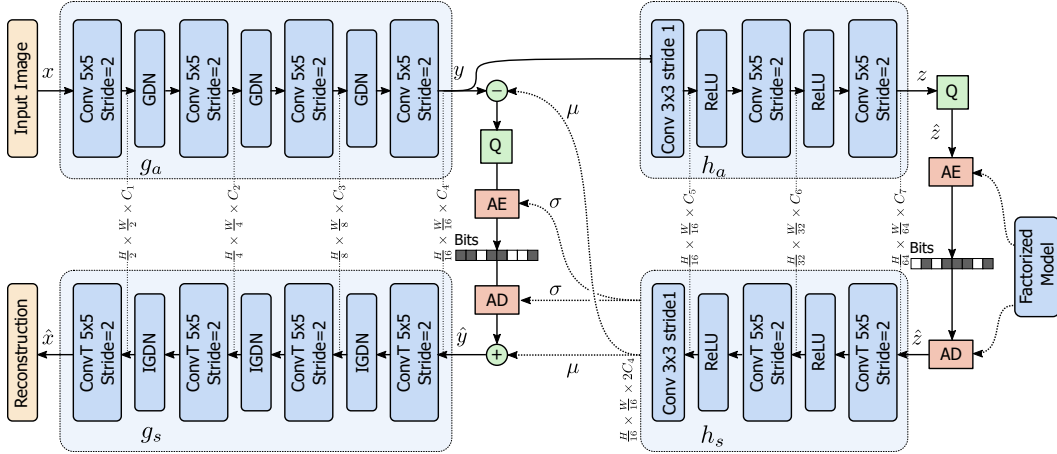 Input Image
x
Conv 5x5
Stride=2
GDN
Conv 5x5
Stride=2
GDN
Conv 5x5
Stride=2
GDN
Conv 5x5
Stride=2
g_a
y
−
μ
Q
AE
σ
Bits
AD
σ
ŷ
+
μ
Conv 3x3 stride 1
ReLU
Conv 5x5
Stride=2
ReLU
Conv 5x5
Stride=2
h_a
z
Q
ẑ
AE
Bits
AD
ẑ
Factorized
Model
H/2 × W/2 × C_1
H/4 × W/4 × C_2
H/8 × W/8 × C_3
H/16 × W/16 × C_4
H/16 × W/16 × C_5
H/32 × W/32 × C_6
H/64 × W/64 × C_7
Reconstruction
x̂
ConvT 5x5
Stride=2
IGDN
ConvT 5x5
Stride=2
IGDN
ConvT 5x5
Stride=2
IGDN
ConvT 5x5
Stride=2
g_s
H/16 × W/16 × 2C_4
Conv 3x3 stride1
ReLU
ConvT 5x5
Stride=2
ReLU
ConvT 5x5
Stride=2
h_s